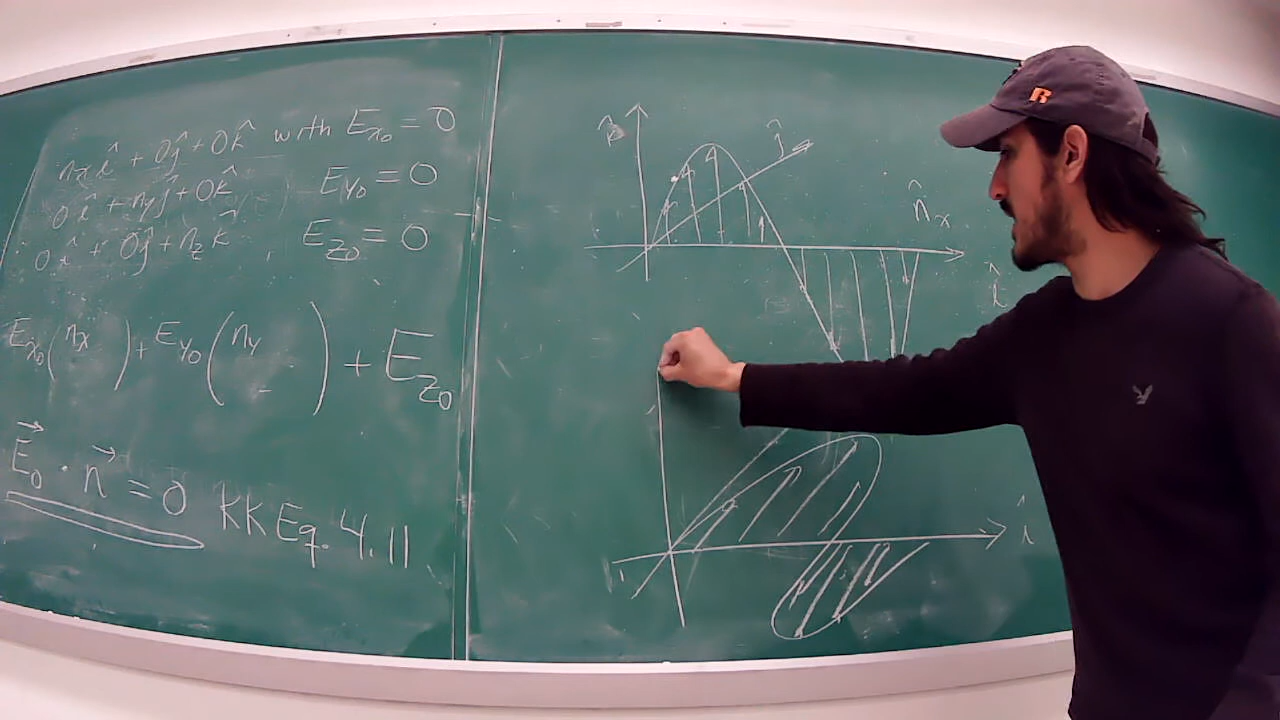 n_x î + 0ĵ + 0k̂ with E_x₀ = 0
0î + n_y ĵ + 0k̂ E_y₀ = 0
0î + 0ĵ + n_z k̂ E_z₀ = 0
E_x₀(n_x ) + E_y₀(n_y ) + E_z₀
E⃗₀ · n⃗ = 0 KK Eq. 4.11
k̂
ĵ
n̂_x
î
î
R